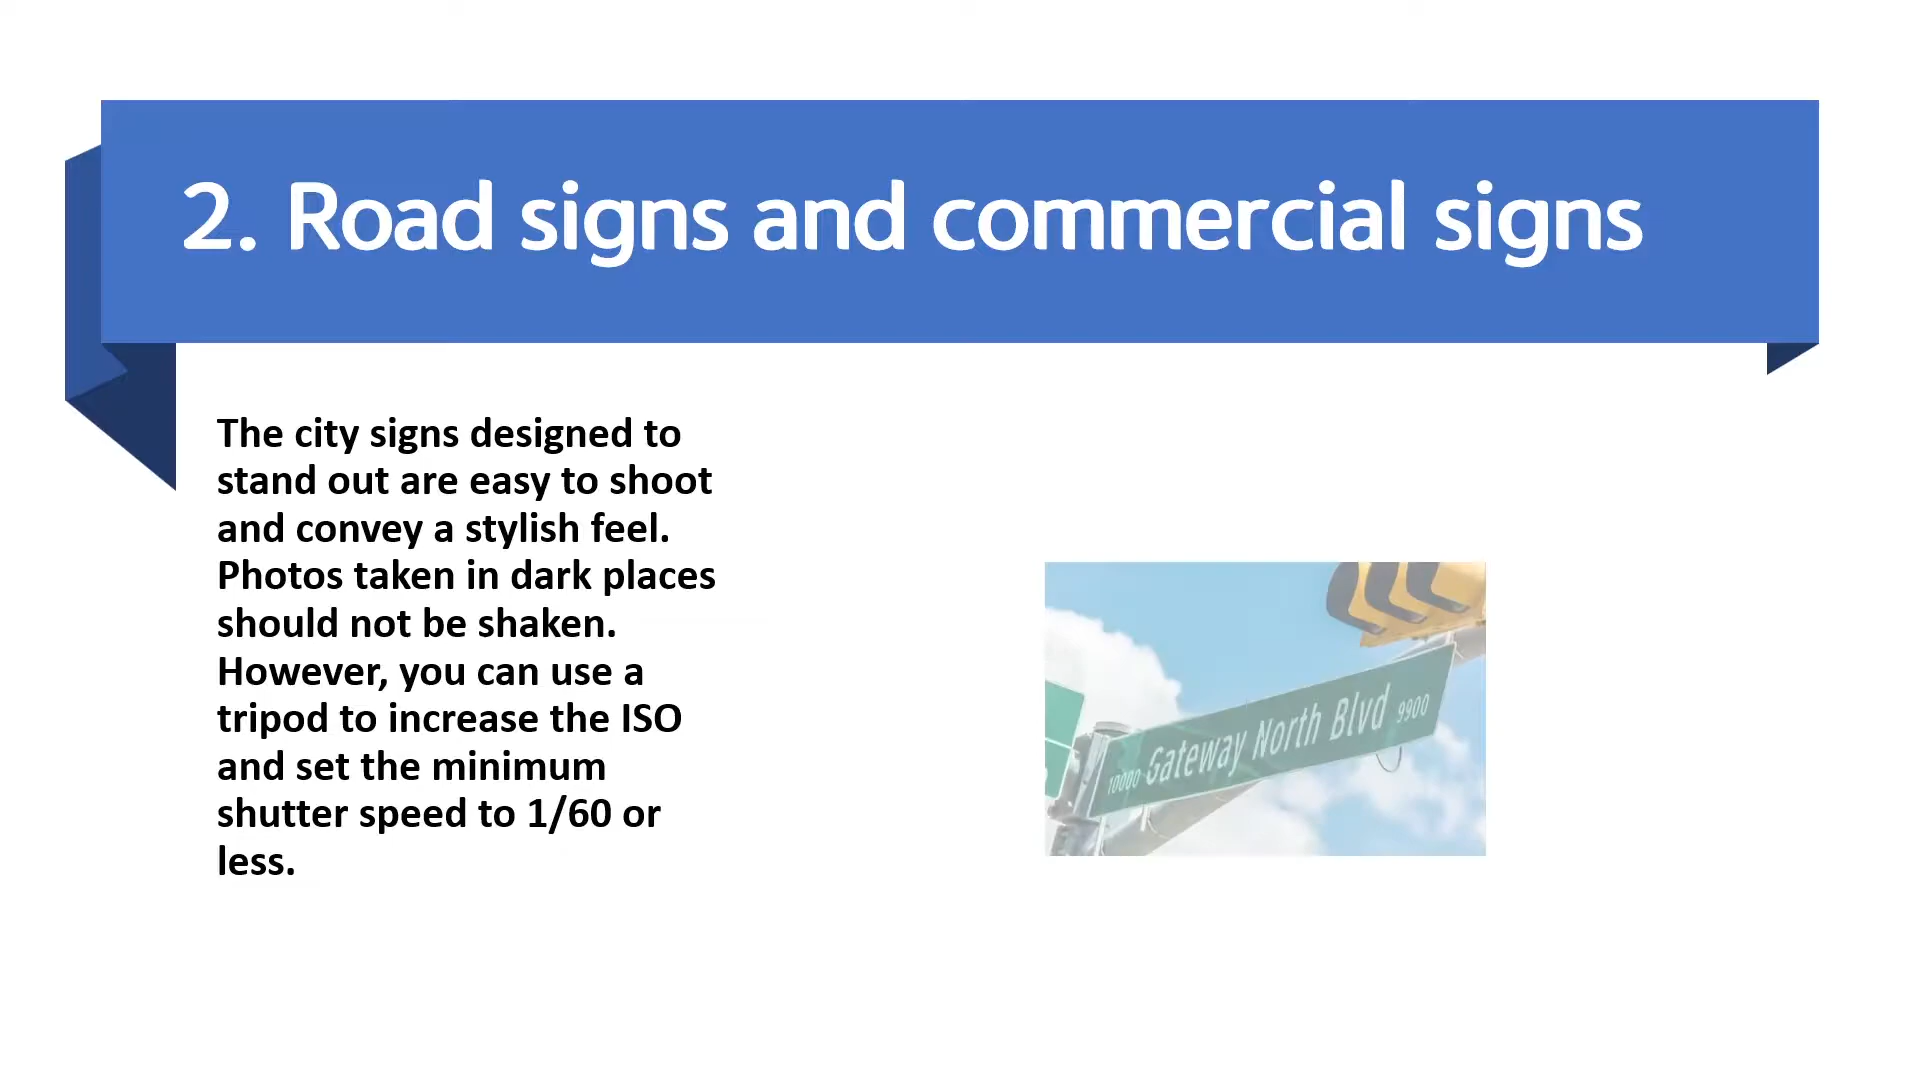 2. Road signs and commercial signs
The city signs designed to
stand out are easy to shoot
and convey a stylish feel.
Photos taken in dark places
should not be shaken.
However, you can use a
tripod to increase the ISO
and set the minimum
shutter speed to 1/60 or
less.
10000 Gateway North Blvd 9900